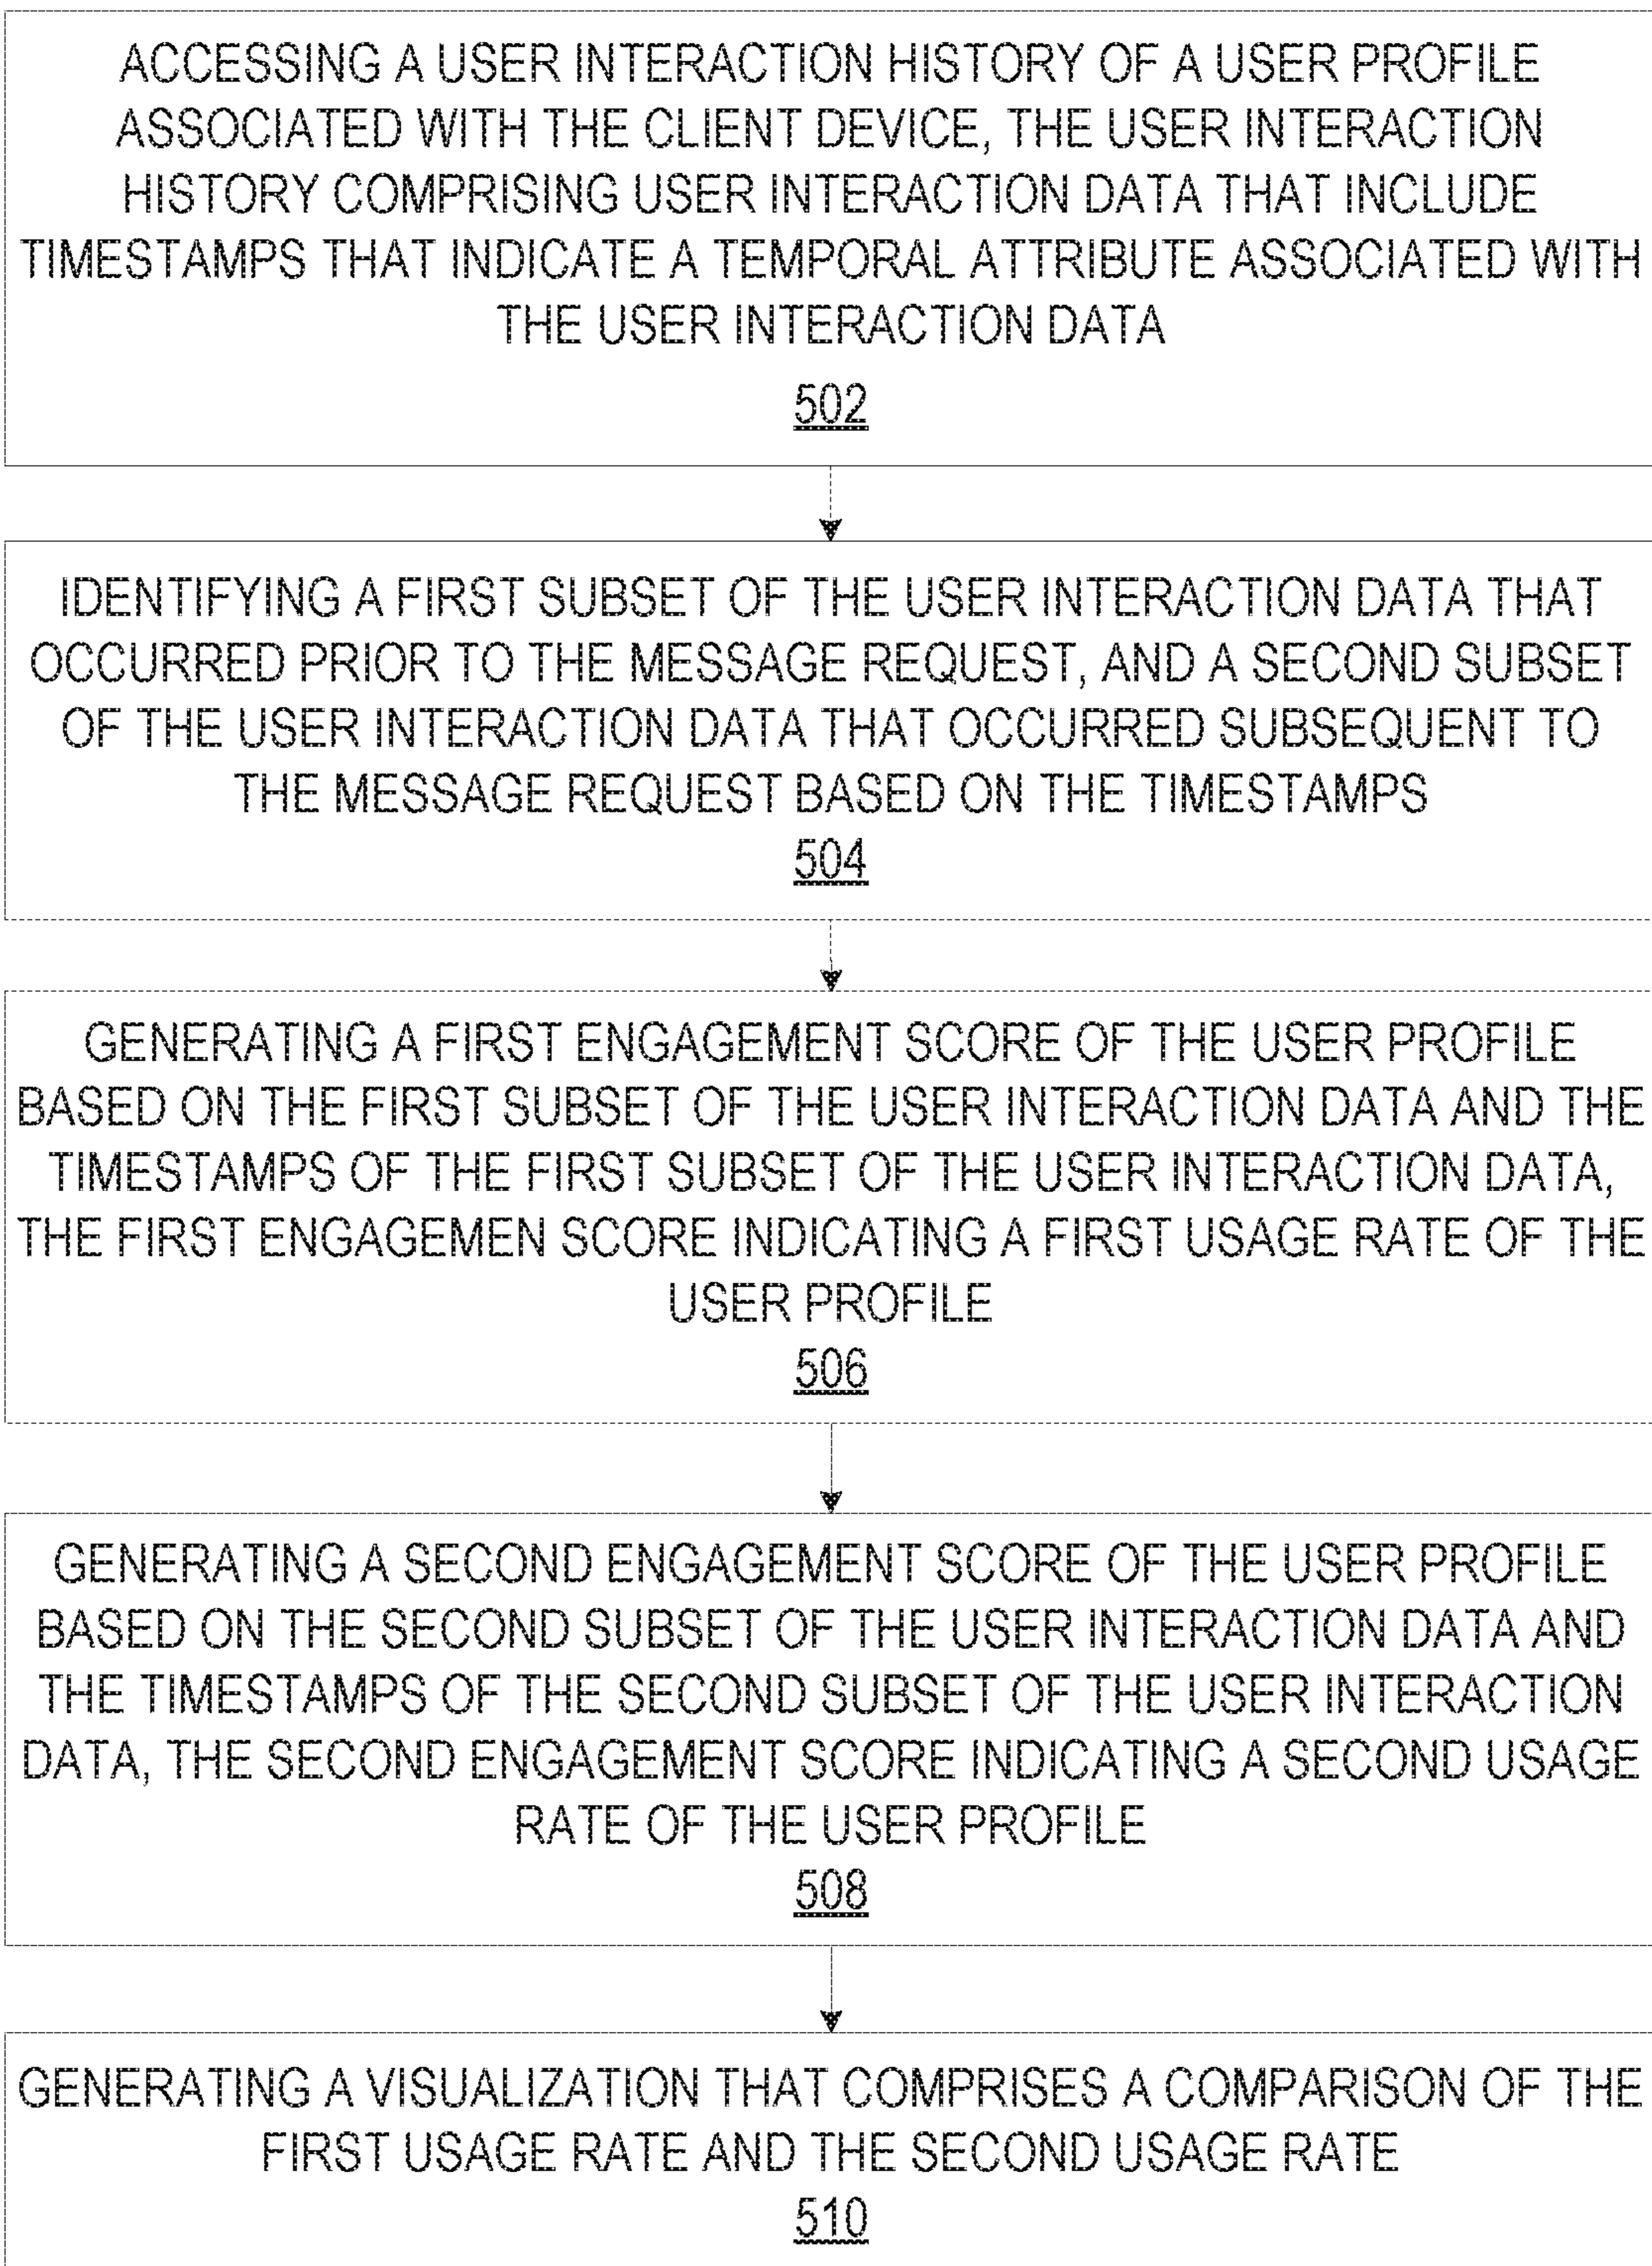 ACCESSING A USER INTERACTION HISTORY OF A USER PROFILE
ASSOCIATED WITH THE CLIENT DEVICE, THE USER INTERACTION
HISTORY COMPRISING USER INTERACTION DATA THAT INCLUDE
TIMESTAMPS THAT INDICATE A TEMPORAL ATTRIBUTE ASSOCIATED WITH
THE USER INTERACTION DATA
502
IDENTIFYING A FIRST SUBSET OF THE USER INTERACTION DATA THAT
OCCURRED PRIOR TO THE MESSAGE REQUEST, AND A SECOND SUBSET
OF THE USER INTERACTION DATA THAT OCCURRED SUBSEQUENT TO
THE MESSAGE REQUEST BASED ON THE TIMESTAMPS
504
GENERATING A FIRST ENGAGEMENT SCORE OF THE USER PROFILE
BASED ON THE FIRST SUBSET OF THE USER INTERACTION DATA AND THE
TIMESTAMPS OF THE FIRST SUBSET OF THE USER INTERACTION DATA,
THE FIRST ENGAGEMEN SCORE INDICATING A FIRST USAGE RATE OF THE
USER PROFILE
506
GENERATING A SECOND ENGAGEMENT SCORE OF THE USER PROFILE
BASED ON THE SECOND SUBSET OF THE USER INTERACTION DATA AND
THE TIMESTAMPS OF THE SECOND SUBSET OF THE USER INTERACTION
DATA, THE SECOND ENGAGEMENT SCORE INDICATING A SECOND USAGE
RATE OF THE USER PROFILE
508
GENERATING A VISUALIZATION THAT COMPRISES A COMPARISON OF THE
FIRST USAGE RATE AND THE SECOND USAGE RATE
510